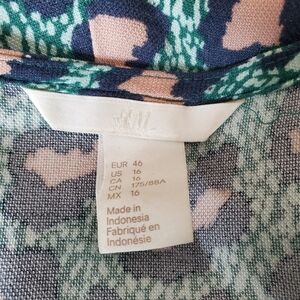 H&M
EUR 46
US 16
CA 16
CN 175/88A
MX 16
Made in
Indonesia
Fabriqué en
Indonésie